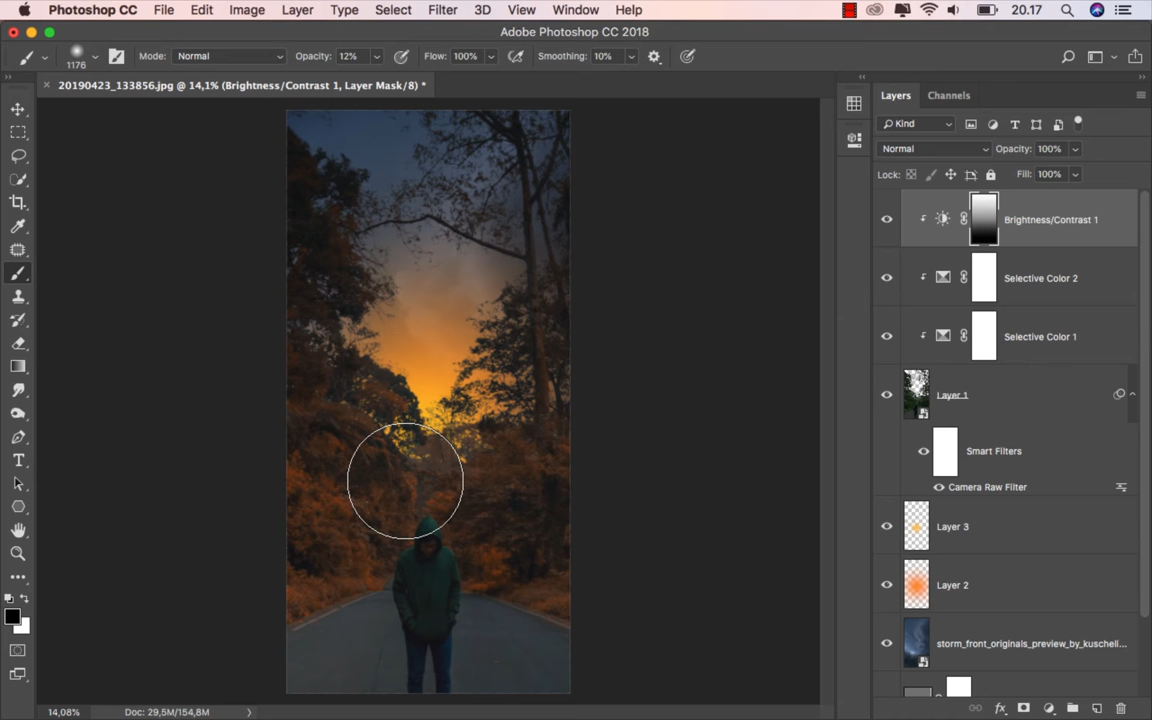 Photoshop CC File Edit Image Layer Type Select Filter 3D View Window Help 20.17
Adobe Photoshop CC 2018
1176 Mode: Normal Opacity: 12% Flow: 100% Smoothing: 10%
× 20190423_133856.jpg @ 14,1% (Brightness/Contrast 1, Layer Mask/8) *
Layers Channels
Kind T
Normal Opacity: 100%
Lock: Fill: 100%
Brightness/Contrast 1
Selective Color 2
Selective Color 1
Layer 1
Smart Filters
Camera Raw Filter
Layer 3
Layer 2
storm_front_originals_preview_by_kuscheli...
T
fx
14,08% Doc: 29,5M/154,8M